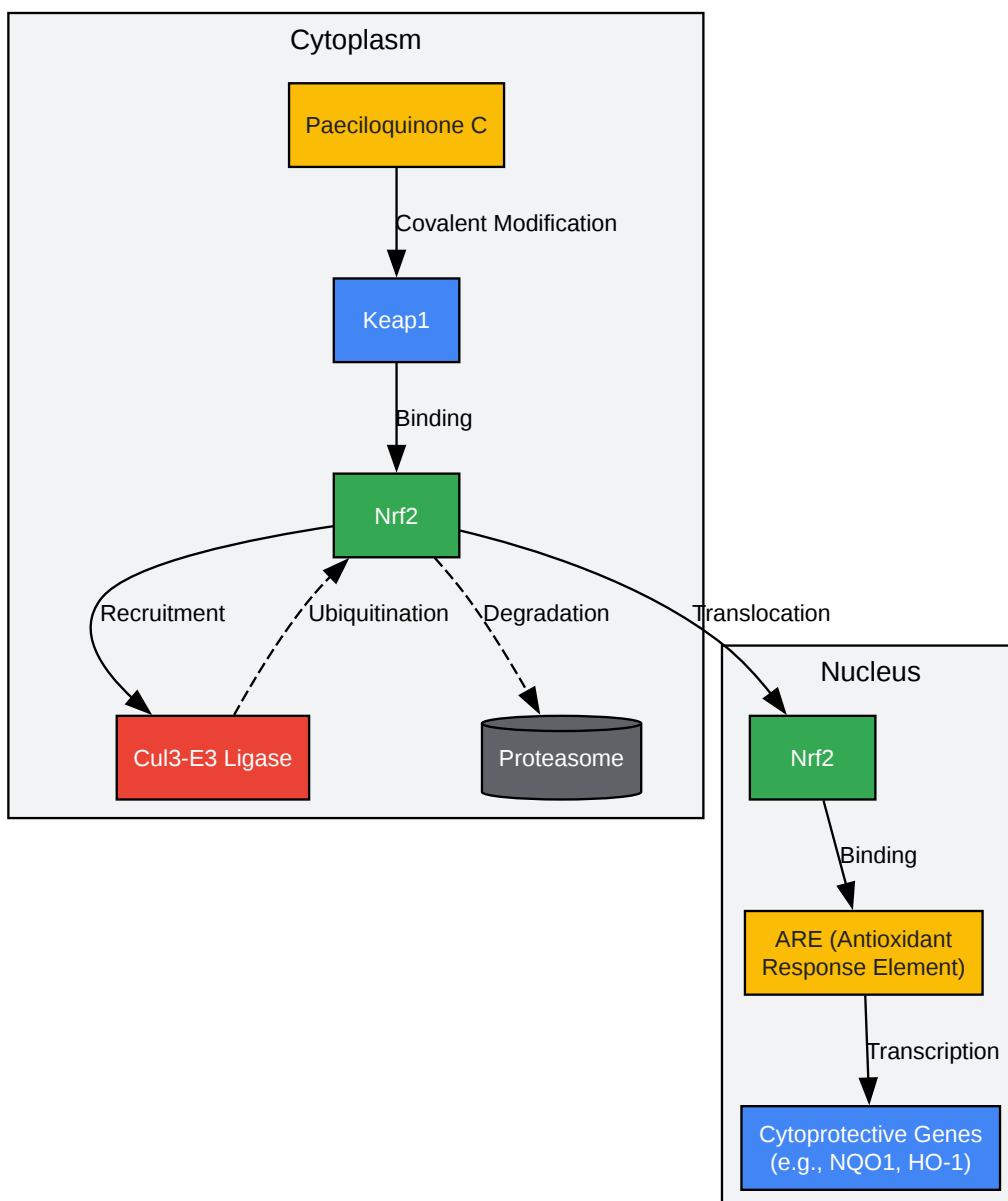 Cytoplasm
Paeciloquinone C
Covalent Modification
Keap1
Binding
Nrf2
Recruitment
Ubiquitination
Degradation
Translocation
Cul3-E3 Ligase
Proteasome
Nucleus
Nrf2
Binding
ARE (Antioxidant
Response Element)
Transcription
Cytoprotective Genes
(e.g., NQO1, HO-1)